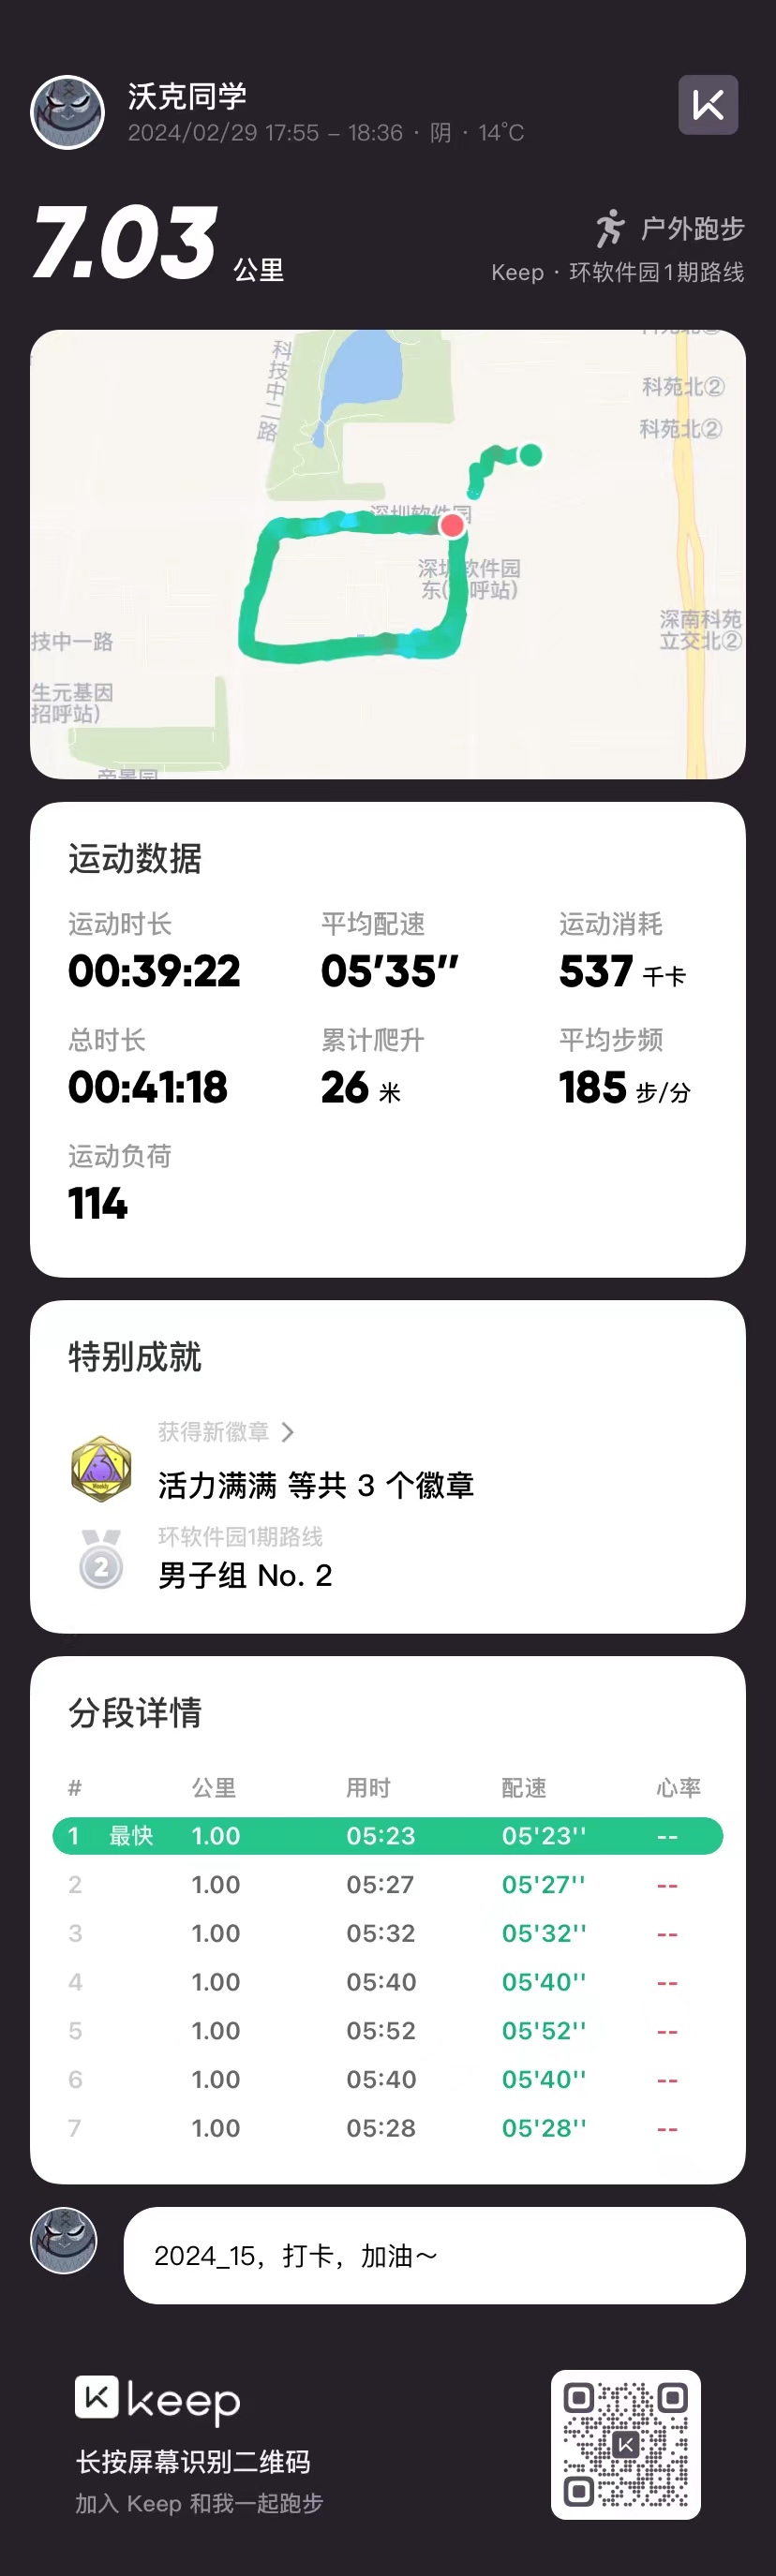 沃克同学
2024/02/29 17:55 – 18:36 · 阴 · 14°C
7.03 公里
户外跑步
Keep · 环软件园1期路线
科技中二路
科苑北②
科苑北②
深圳软件园
深圳软件园
东(招呼站)
深南科苑
立交北②
技中一路
生元基因
招呼站)
帝景园
运动数据
运动时长 平均配速 运动消耗
00:39:22 05'35" 537 千卡
总时长 累计爬升 平均步频
00:41:18 26 米 185 步/分
运动负荷
114
特别成就
获得新徽章 >
活力满满 等共 3 个徽章
Weekly
环软件园1期路线
2 男子组 No. 2
分段详情
# 公里 用时 配速 心率
1 最快 1.00 05:23 05'23'' --
2 1.00 05:27 05'27'' --
3 1.00 05:32 05'32'' --
4 1.00 05:40 05'40'' --
5 1.00 05:52 05'52'' --
6 1.00 05:40 05'40'' --
7 1.00 05:28 05'28'' --
2024_15，打卡，加油～
keep
长按屏幕识别二维码
加入 Keep 和我一起跑步